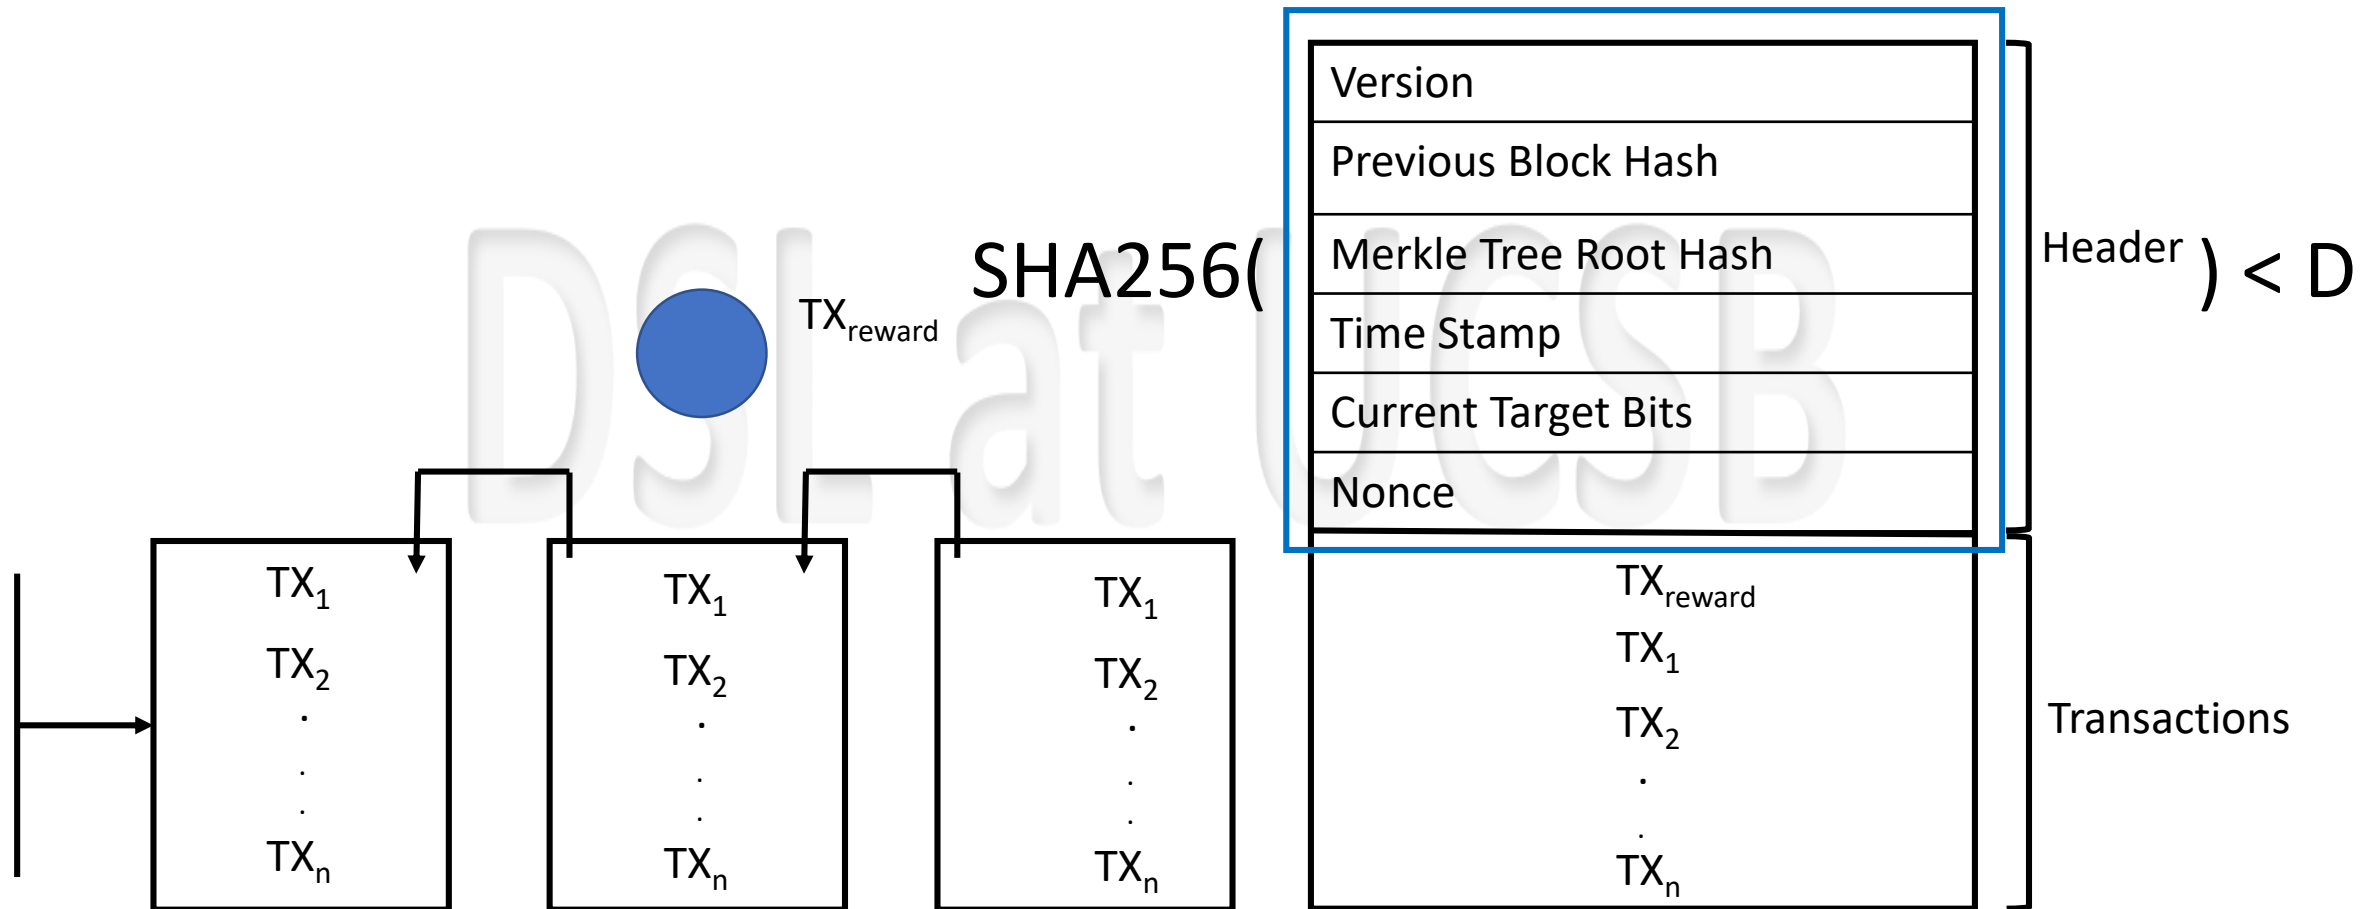 Version
Previous Block Hash
Merkle Tree Root Hash
Time Stamp
Current Target Bits
Nonce
SHA256(
Header
) < D
TXreward
DSL at UCSB
TX1
TX2
.
.
.
TXn
TX1
TX2
.
.
.
TXn
TX1
TX2
.
.
.
TXn
TXreward
TX1
TX2
.
.
TXn
Transactions